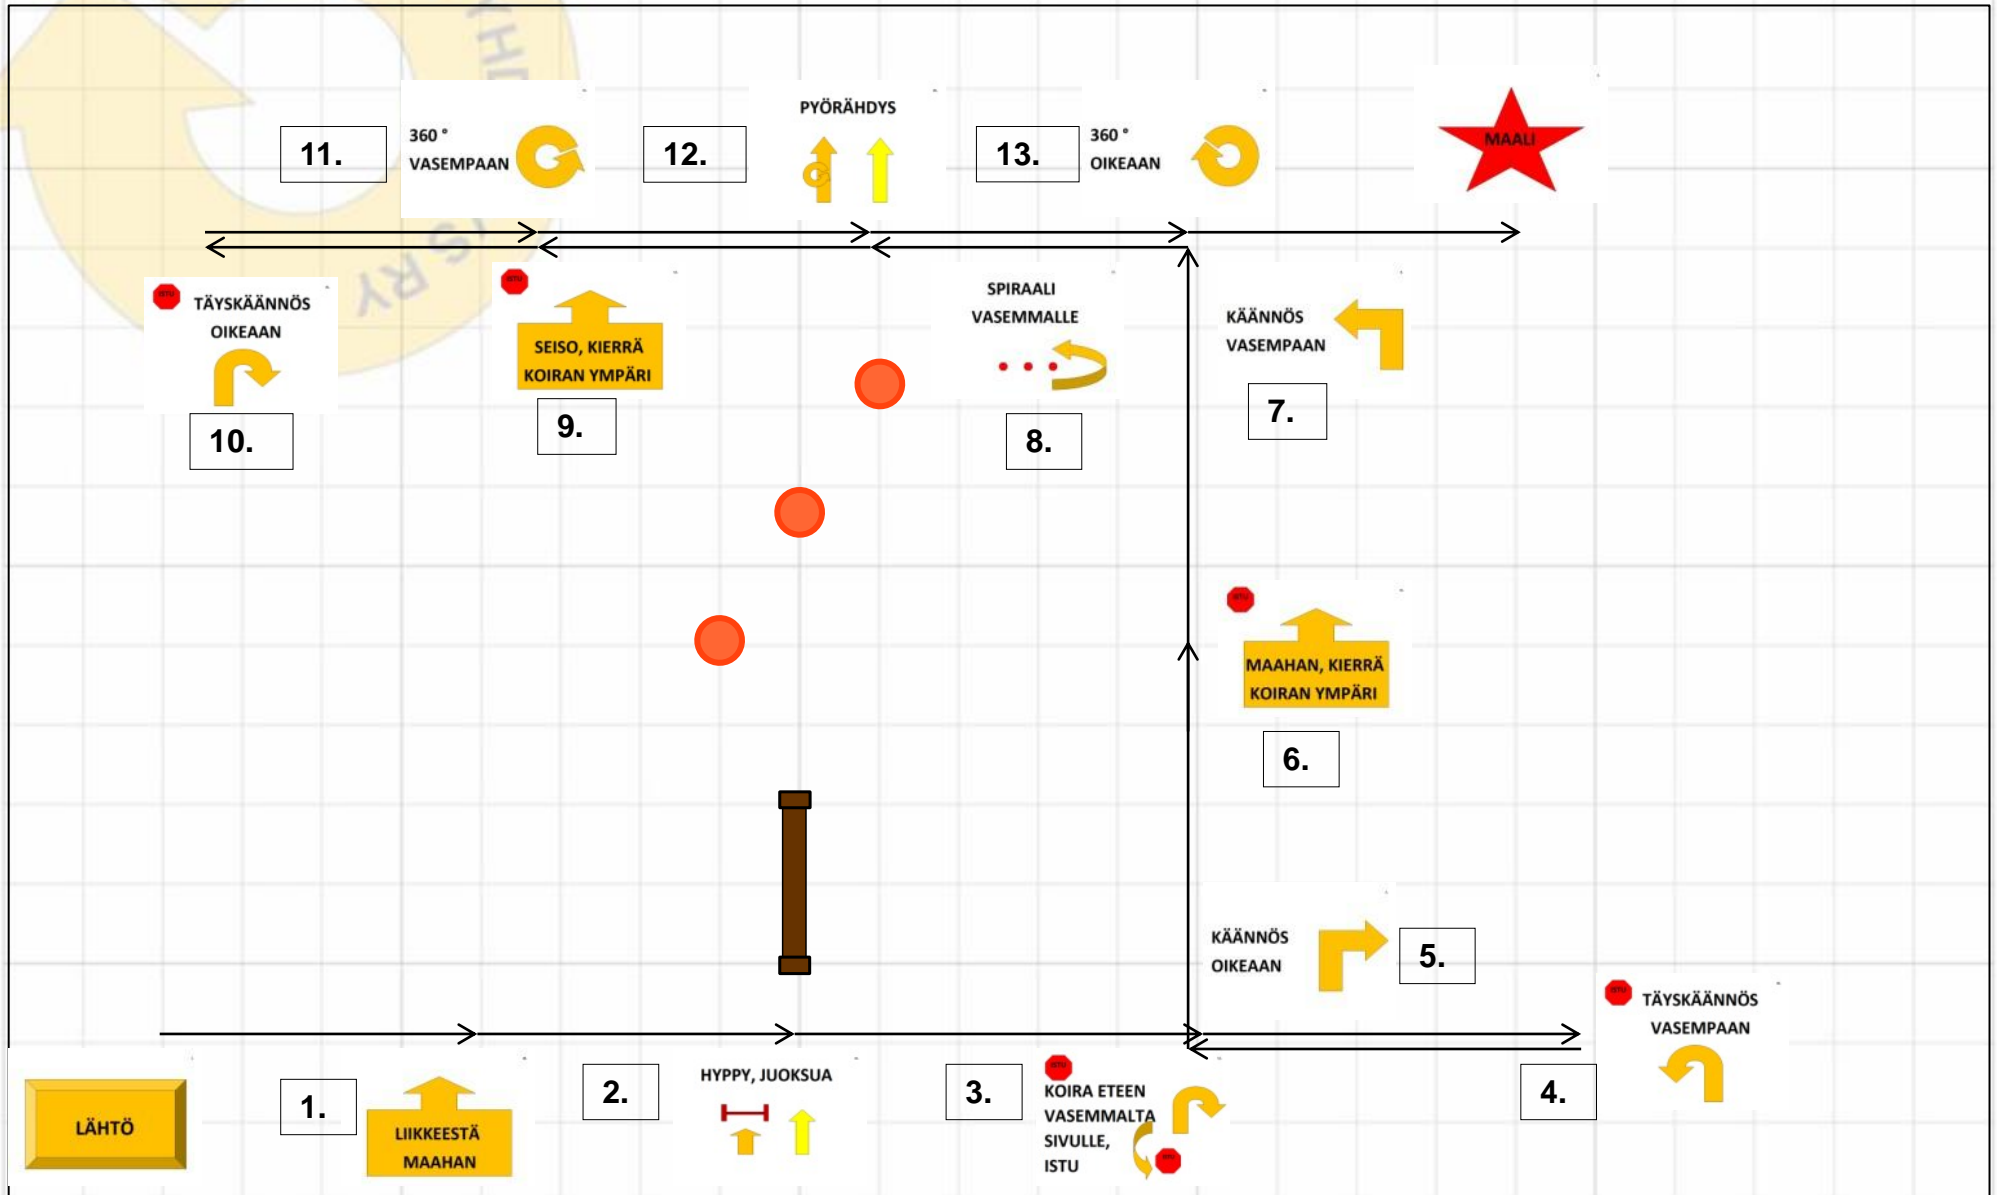 11.
360 °
VASEMPAAN
12.
PYÖRÄHDYS
13.
360 °
OIKEAAN
MAALI
TÄYSKÄÄNNÖS
OIKEAAN
10.
SEISO, KIERRÄ
KOIRAN YMPÄRI
9.
SPIRAALI
VASEMMALLE
8.
KÄÄNNÖS
VASEMPAAN
7.
ISTU
MAAHAN, KIERRÄ
KOIRAN YMPÄRI
6.
KÄÄNNÖS
OIKEAAN
5.
TÄYSKÄÄNNÖS
VASEMPAAN
4.
LÄHTÖ
1.
LIIKKEESTÄ
MAAHAN
2.
HYPPY, JUOKSUA
3.
KOIRA ETEEN
VASEMMALTA
SIVULLE,
ISTU